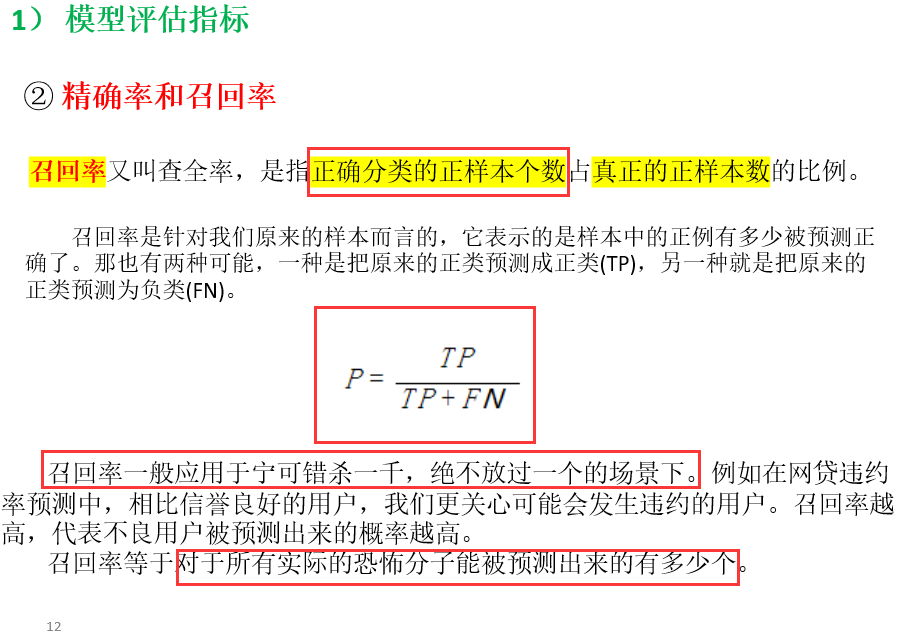 1） 模型评估指标
② 精确率和召回率
召回率又叫查全率，是指正确分类的正样本个数占真正的正样本数的比例。
召回率是针对我们原来的样本而言的，它表示的是样本中的正例有多少被预测正
确了。那也有两种可能，一种是把原来的正类预测成正类(TP)，另一种就是把原来的
正类预测为负类(FN)。
P = TP / (TP + FN)
召回率一般应用于宁可错杀一千，绝不放过一个的场景下。例如在网贷违约
率预测中，相比信誉良好的用户，我们更关心可能会发生违约的用户。召回率越
高，代表不良用户被预测出来的概率越高。
召回率等于对于所有实际的恐怖分子能被预测出来的有多少个。
12